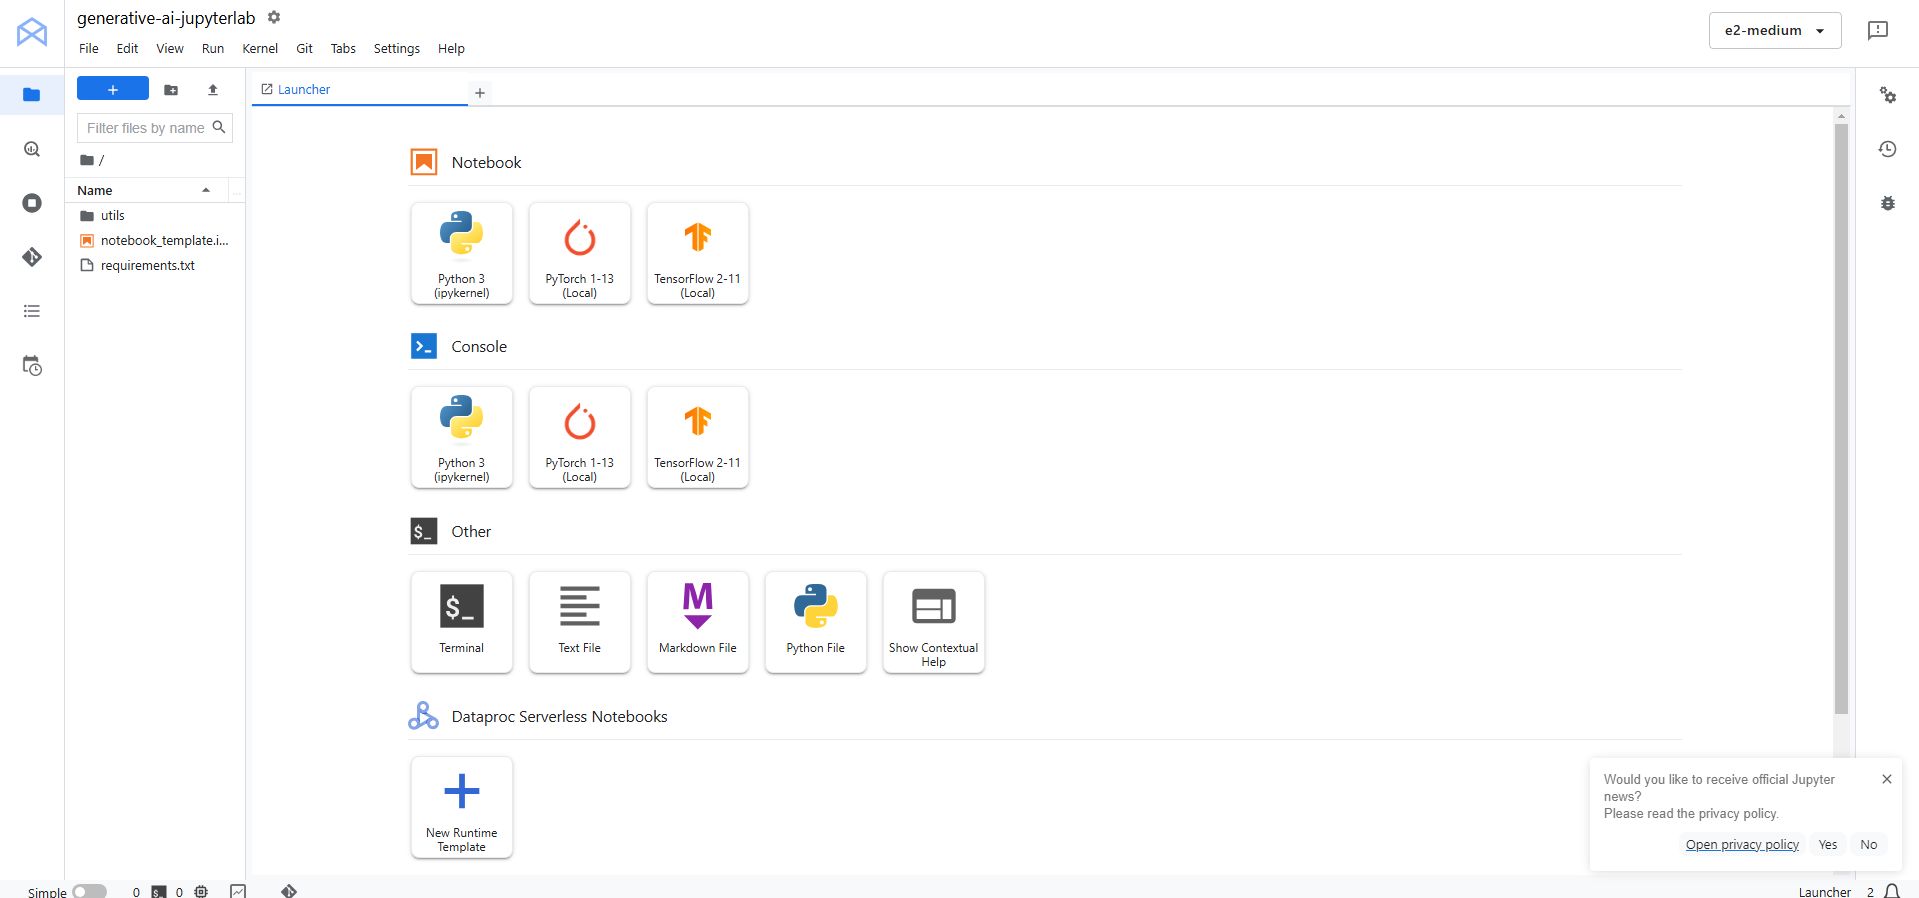 generative-ai-jupyterlab
File Edit View Run Kernel Git Tabs Settings Help
e2-medium
Filter files by name
/
Name
...
utils
notebook_template.i...
requirements.txt
Launcher
Notebook
Python 3
(ipykernel)
PyTorch 1-13
(Local)
TensorFlow 2-11
(Local)
Console
Python 3
(ipykernel)
PyTorch 1-13
(Local)
TensorFlow 2-11
(Local)
Other
$_
$_
Terminal
Text File
M
Markdown File
Python File
Show Contextual
Help
Dataproc Serverless Notebooks
New Runtime
Template
Would you like to receive official Jupyter
news?
Please read the privacy policy.
Open privacy policy Yes No
Simple 0 $_ 0
Launcher 2